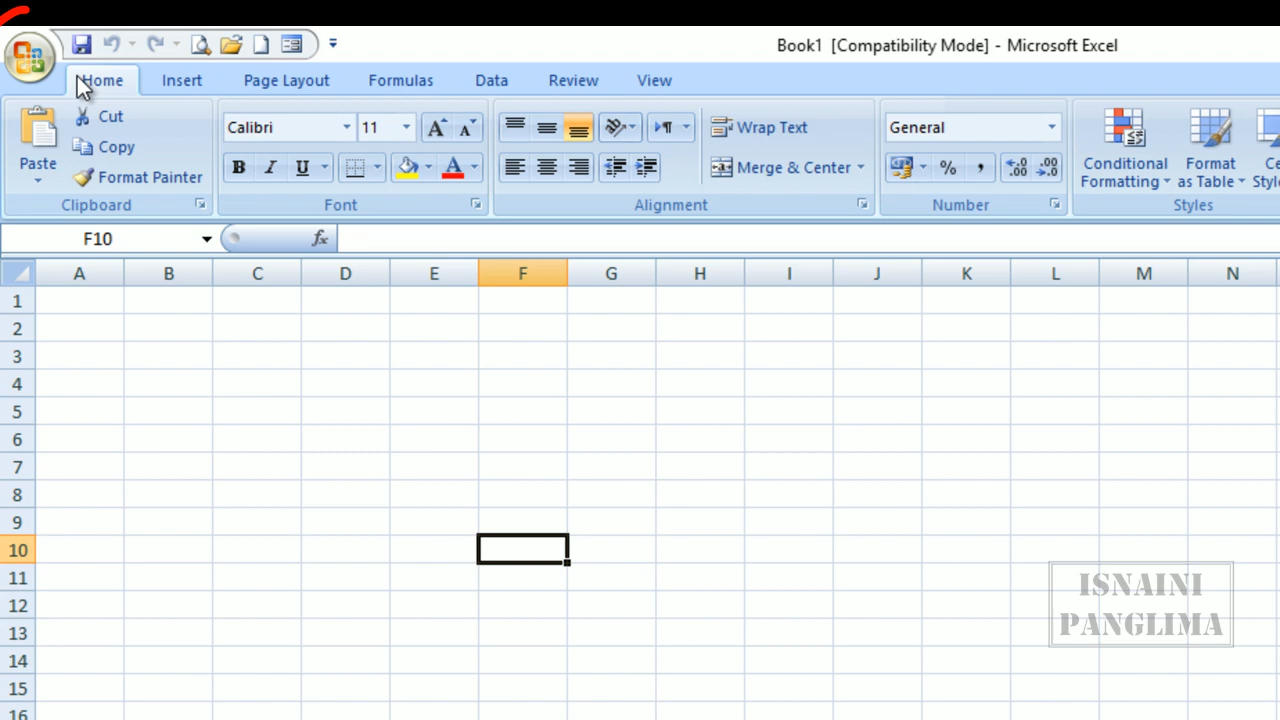 Book1 [Compatibility Mode] - Microsoft Excel
Home Insert Page Layout Formulas Data Review View
Paste
Cut
Copy
Format Painter
Clipboard
Calibri 11
B I U A
Font
Wrap Text
Merge & Center
Alignment
General
% ,
Number
Conditional Formatting
Format as Table
Styles
F10 fx
A B C D E F G H I J K L M N
1
2
3
4
5
6
7
8
9
10
11
12
13
14
15
16
ISNAINI
PANGLIMA